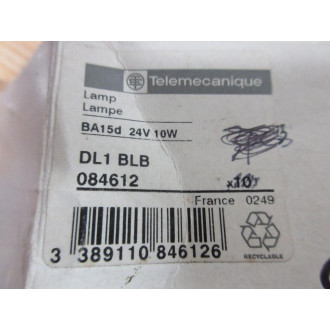 Telemecanique
Lamp
Lampe
BA15d 24V 10W
DL1 BLB
084612
x10
France 0249
3 389110 846126
RECYCLABLE